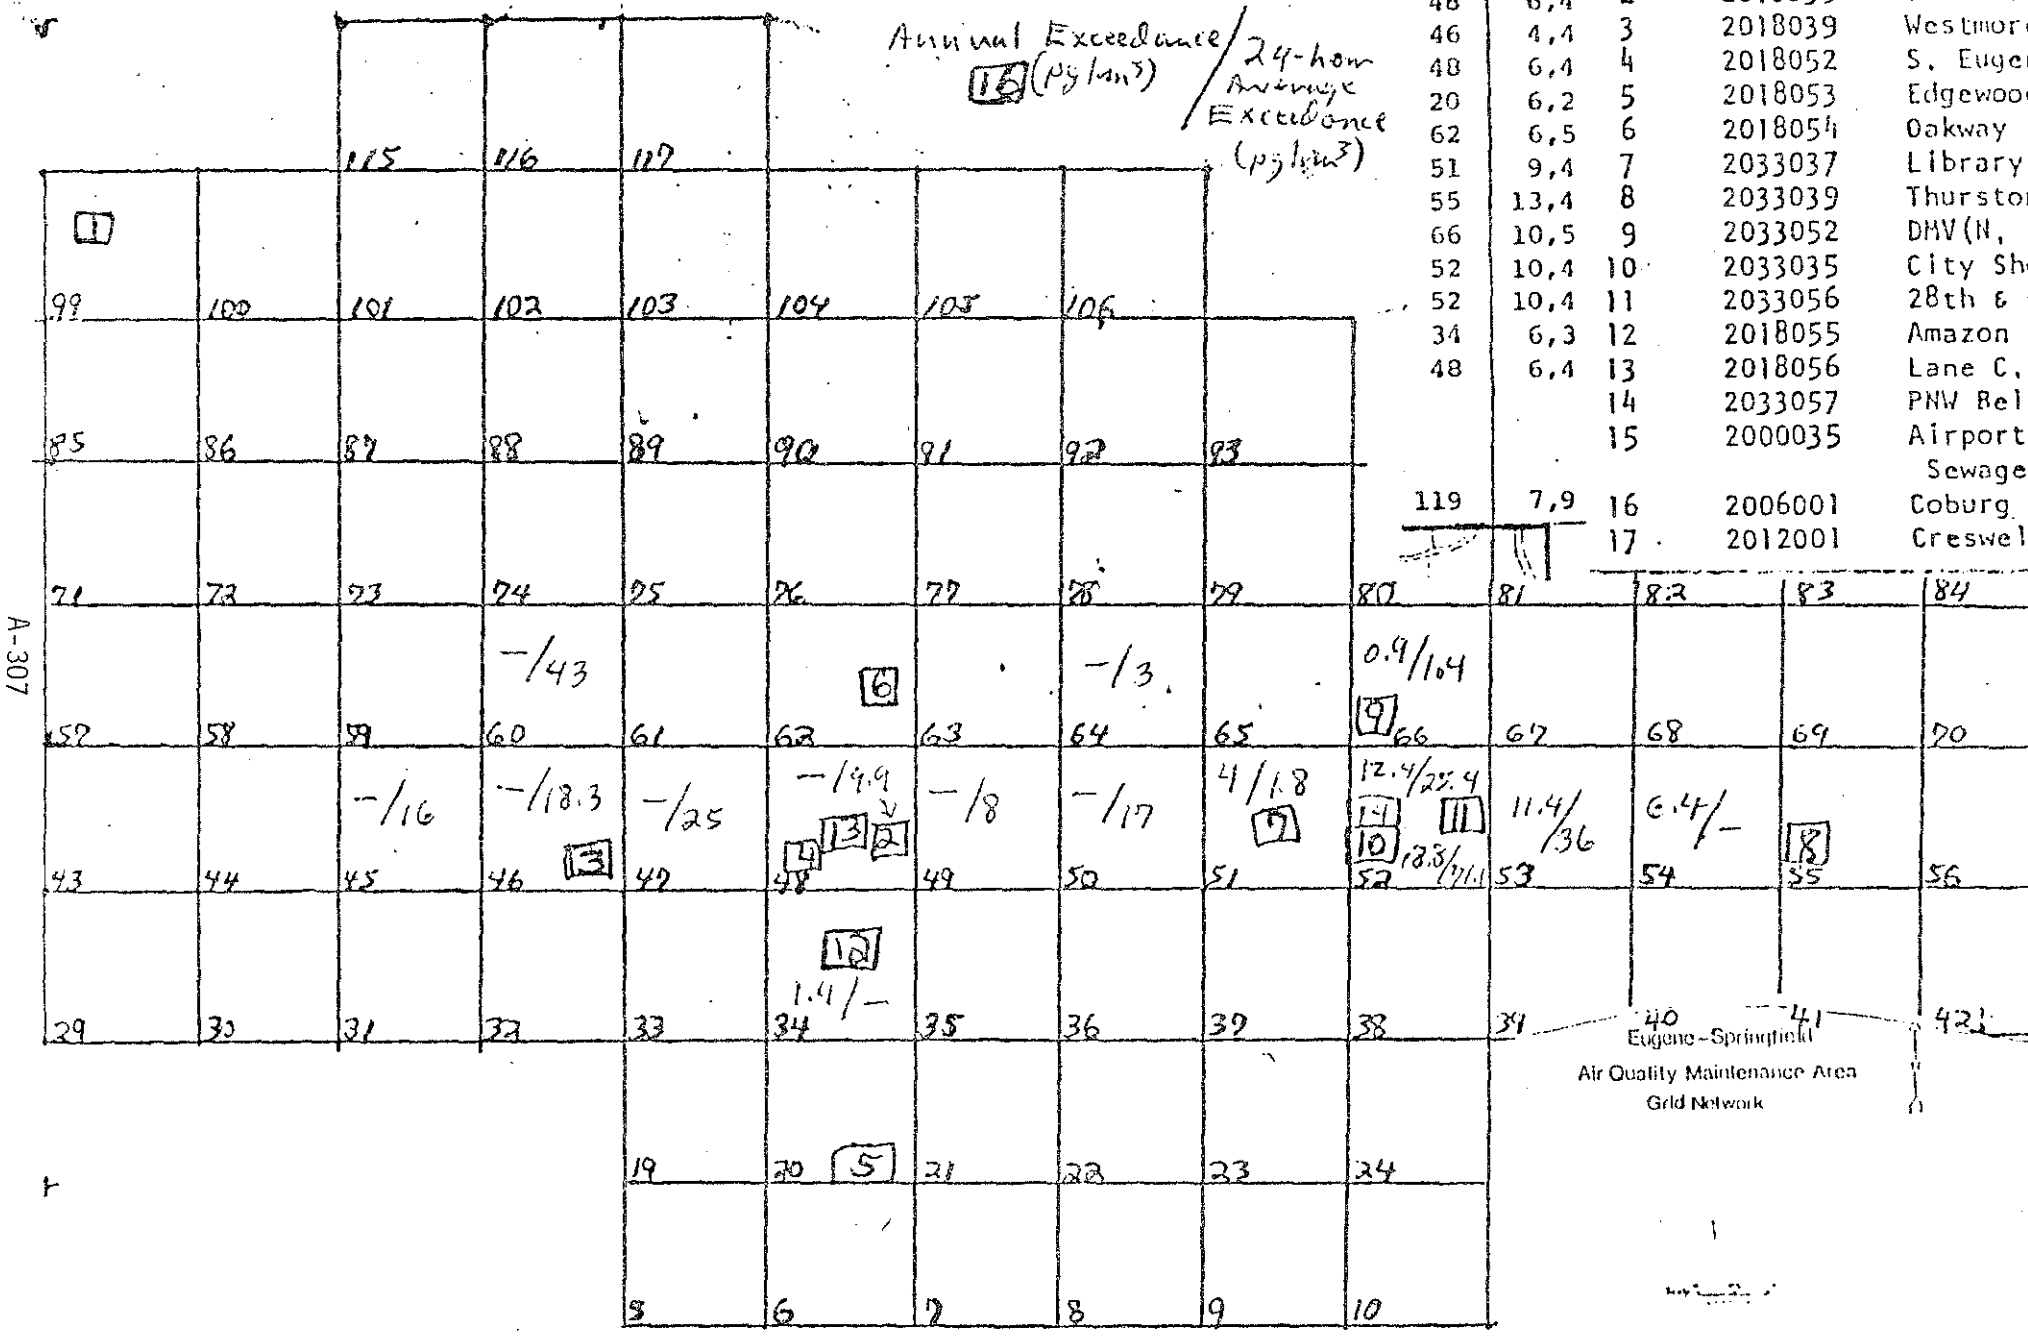 Annual Exceedance / 24-hour
16 (µg/m³) Average
Exceedance
(µg/m³)
48 6,4 2
46 4,4 3 2018039 Westmor
48 6,4 4 2018052 S. Euge
20 6,2 5 2018053 Edgewoo
62 6,5 6 2018054 Oakway
51 9,4 7 2033037 Library
55 13,4 8 2033039 Thursto
66 10,5 9 2033052 DMV(N,
52 10,4 10 2033035 City Sh
52 10,4 11 2033056 28th &
34 6,3 12 2018055 Amazon
48 6,4 13 2018056 Lane C.
14 2033057 PNW Bel
15 2000035 Airport
Sewage
119 7,9 16 2006001 Coburg
17 2012001 Creswel
115 116 117
1
99 100 101 102 103 104 105 106
85 86 87 88 89 90 91 92 93
71 72 73 74 75 76 77 78 79 80 81 82 83 84
-/43 6 -/3 0.9/10.4
9
57 58 59 60 61 62 63 64 65 66 67 68 69 70
-/16 -/18.3 -/25 -/9.9 -/8 -/17 4/1.8 12.4/25.4 11.4/36 6.4/-
3 4 13 2 7 14 11 8
10
43 44 45 46 47 48 49 50 51 52 53 54 55 56
12
1.4/-
29 30 31 32 33 34 35 36 37 38 39 40 41 42
Eugene-Springfield
Air Quality Maintenance Area
Grid Network
19 20 5 21 22 23 24
5 6 7 8 9 10
A-307